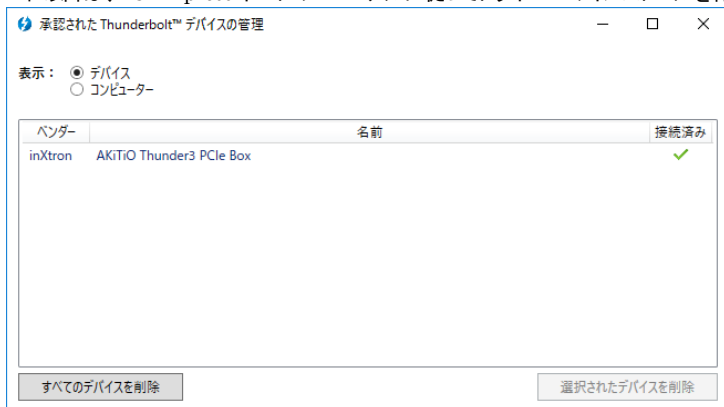 承認された Thunderbolt™ デバイスの管理
表示： デバイス
コンピューター
ベンダー 名前 接続済み
inXtron AKiTiO Thunder3 PCIe Box
すべてのデバイスを削除 選択されたデバイスを削除